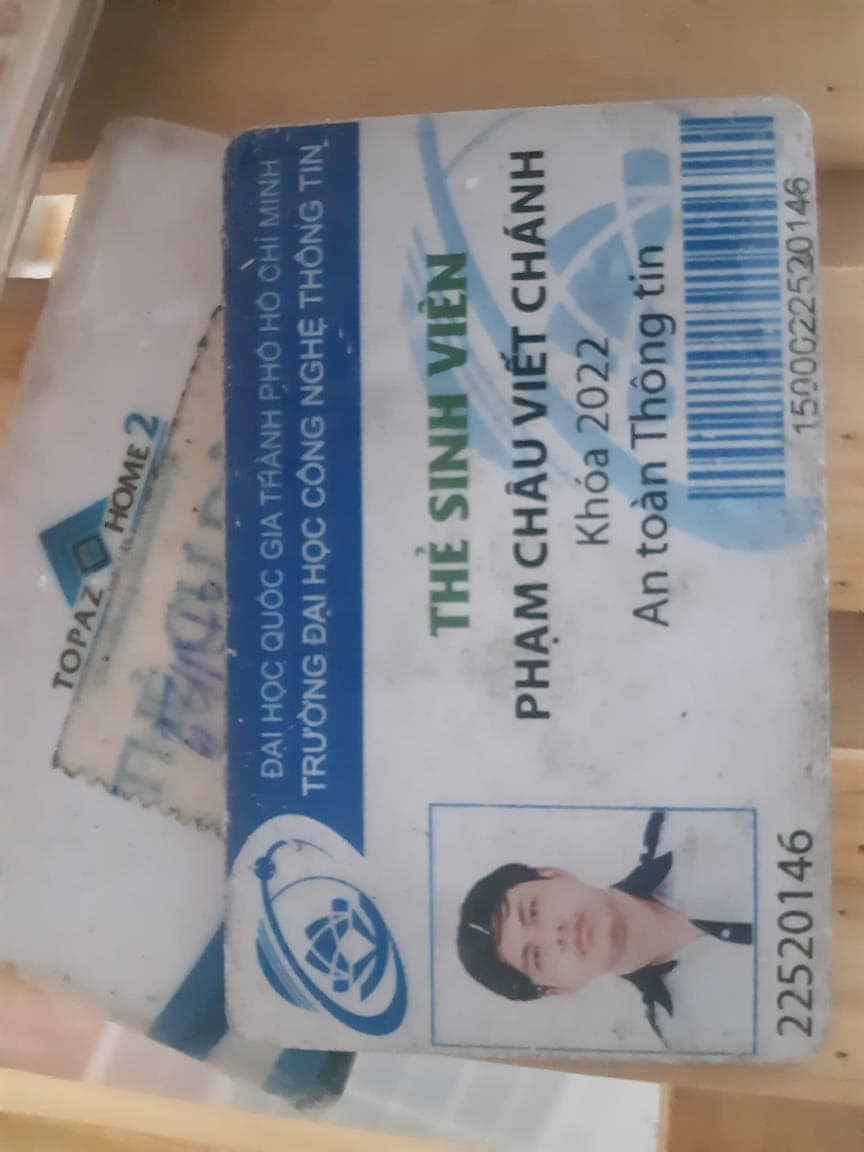 ĐẠI HỌC QUỐC GIA THÀNH PHỐ HỒ CHÍ MINH
TRƯỜNG ĐẠI HỌC CÔNG NGHỆ THÔNG TIN
THẺ SINH VIÊN
PHẠM CHÂU VIẾT CHÁNH
Khóa 2022
An toàn Thông tin
1500022520146
22520146
TOPAZ HOME 2